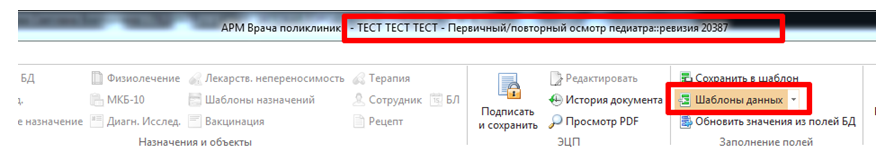 АРМ Врача поликлиник - ТЕСТ ТЕСТ ТЕСТ - Первичный/повторный осмотр педиатра::ревизия 20387
БД Физиолечение Лекарств. непереносимость Терапия Редактировать Сохранить в шаблон
д. МКБ-10 Шаблоны назначений Сотрудник БЛ История документа Шаблоны данных
е назначение Диагн. Исслед. Вакцинация Рецепт Подписать и сохранить Просмотр PDF Обновить значения из полей БД
Назначения и объекты ЭЦП Заполнение полей